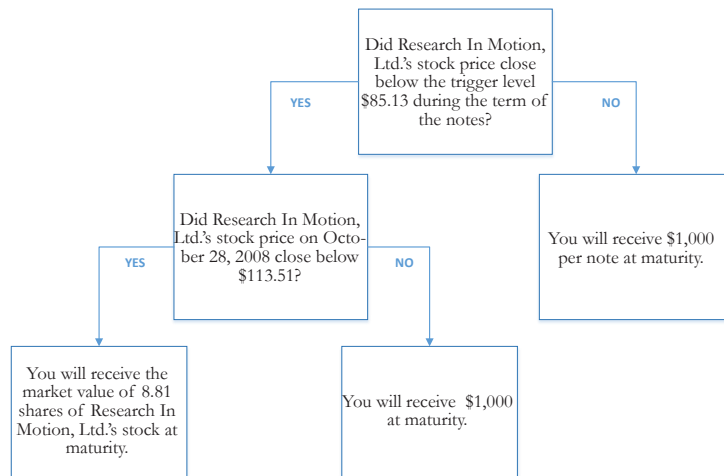 Did Research In Motion,
Ltd.'s stock price close
below the trigger level
$85.13 during the term of
the notes?
YES
NO
Did Research In Motion,
Ltd.'s stock price on Octo-
ber 28, 2008 close below
$113.51?
You will receive $1,000
per note at maturity.
YES
NO
You will receive the
market value of 8.81
shares of Research In
Motion, Ltd.'s stock at
maturity.
You will receive $1,000
at maturity.